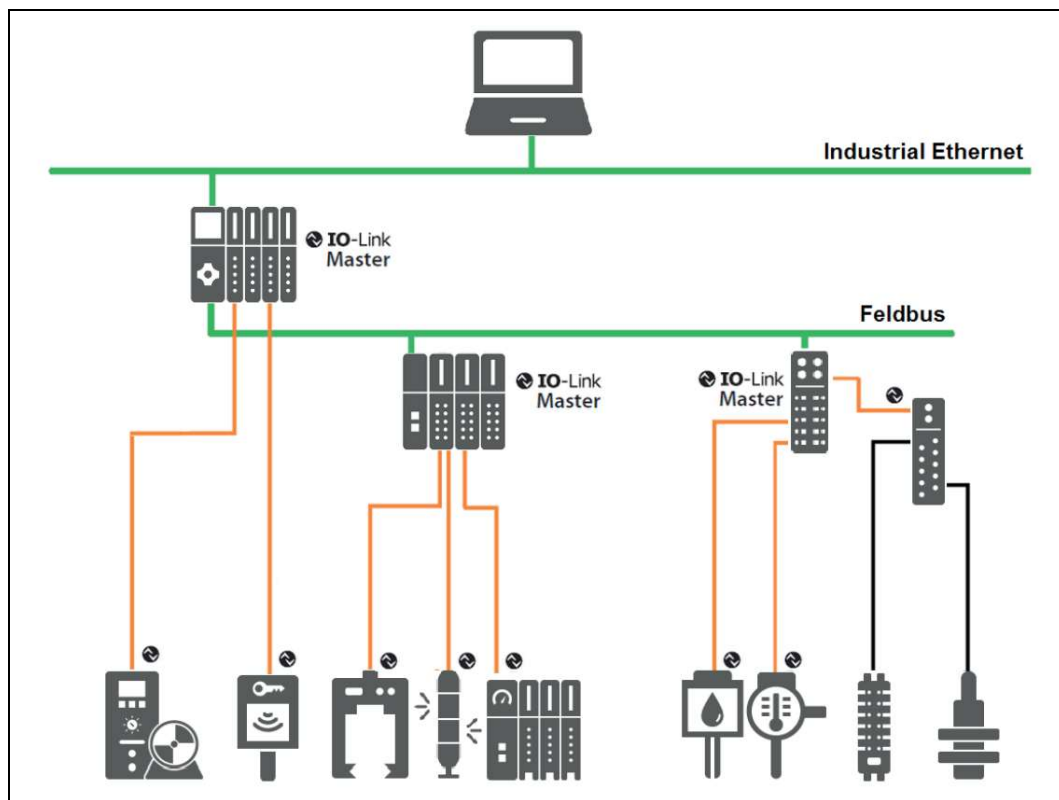 Industrial Ethernet
IO-Link
Master
Feldbus
IO-Link
Master
IO-Link
Master